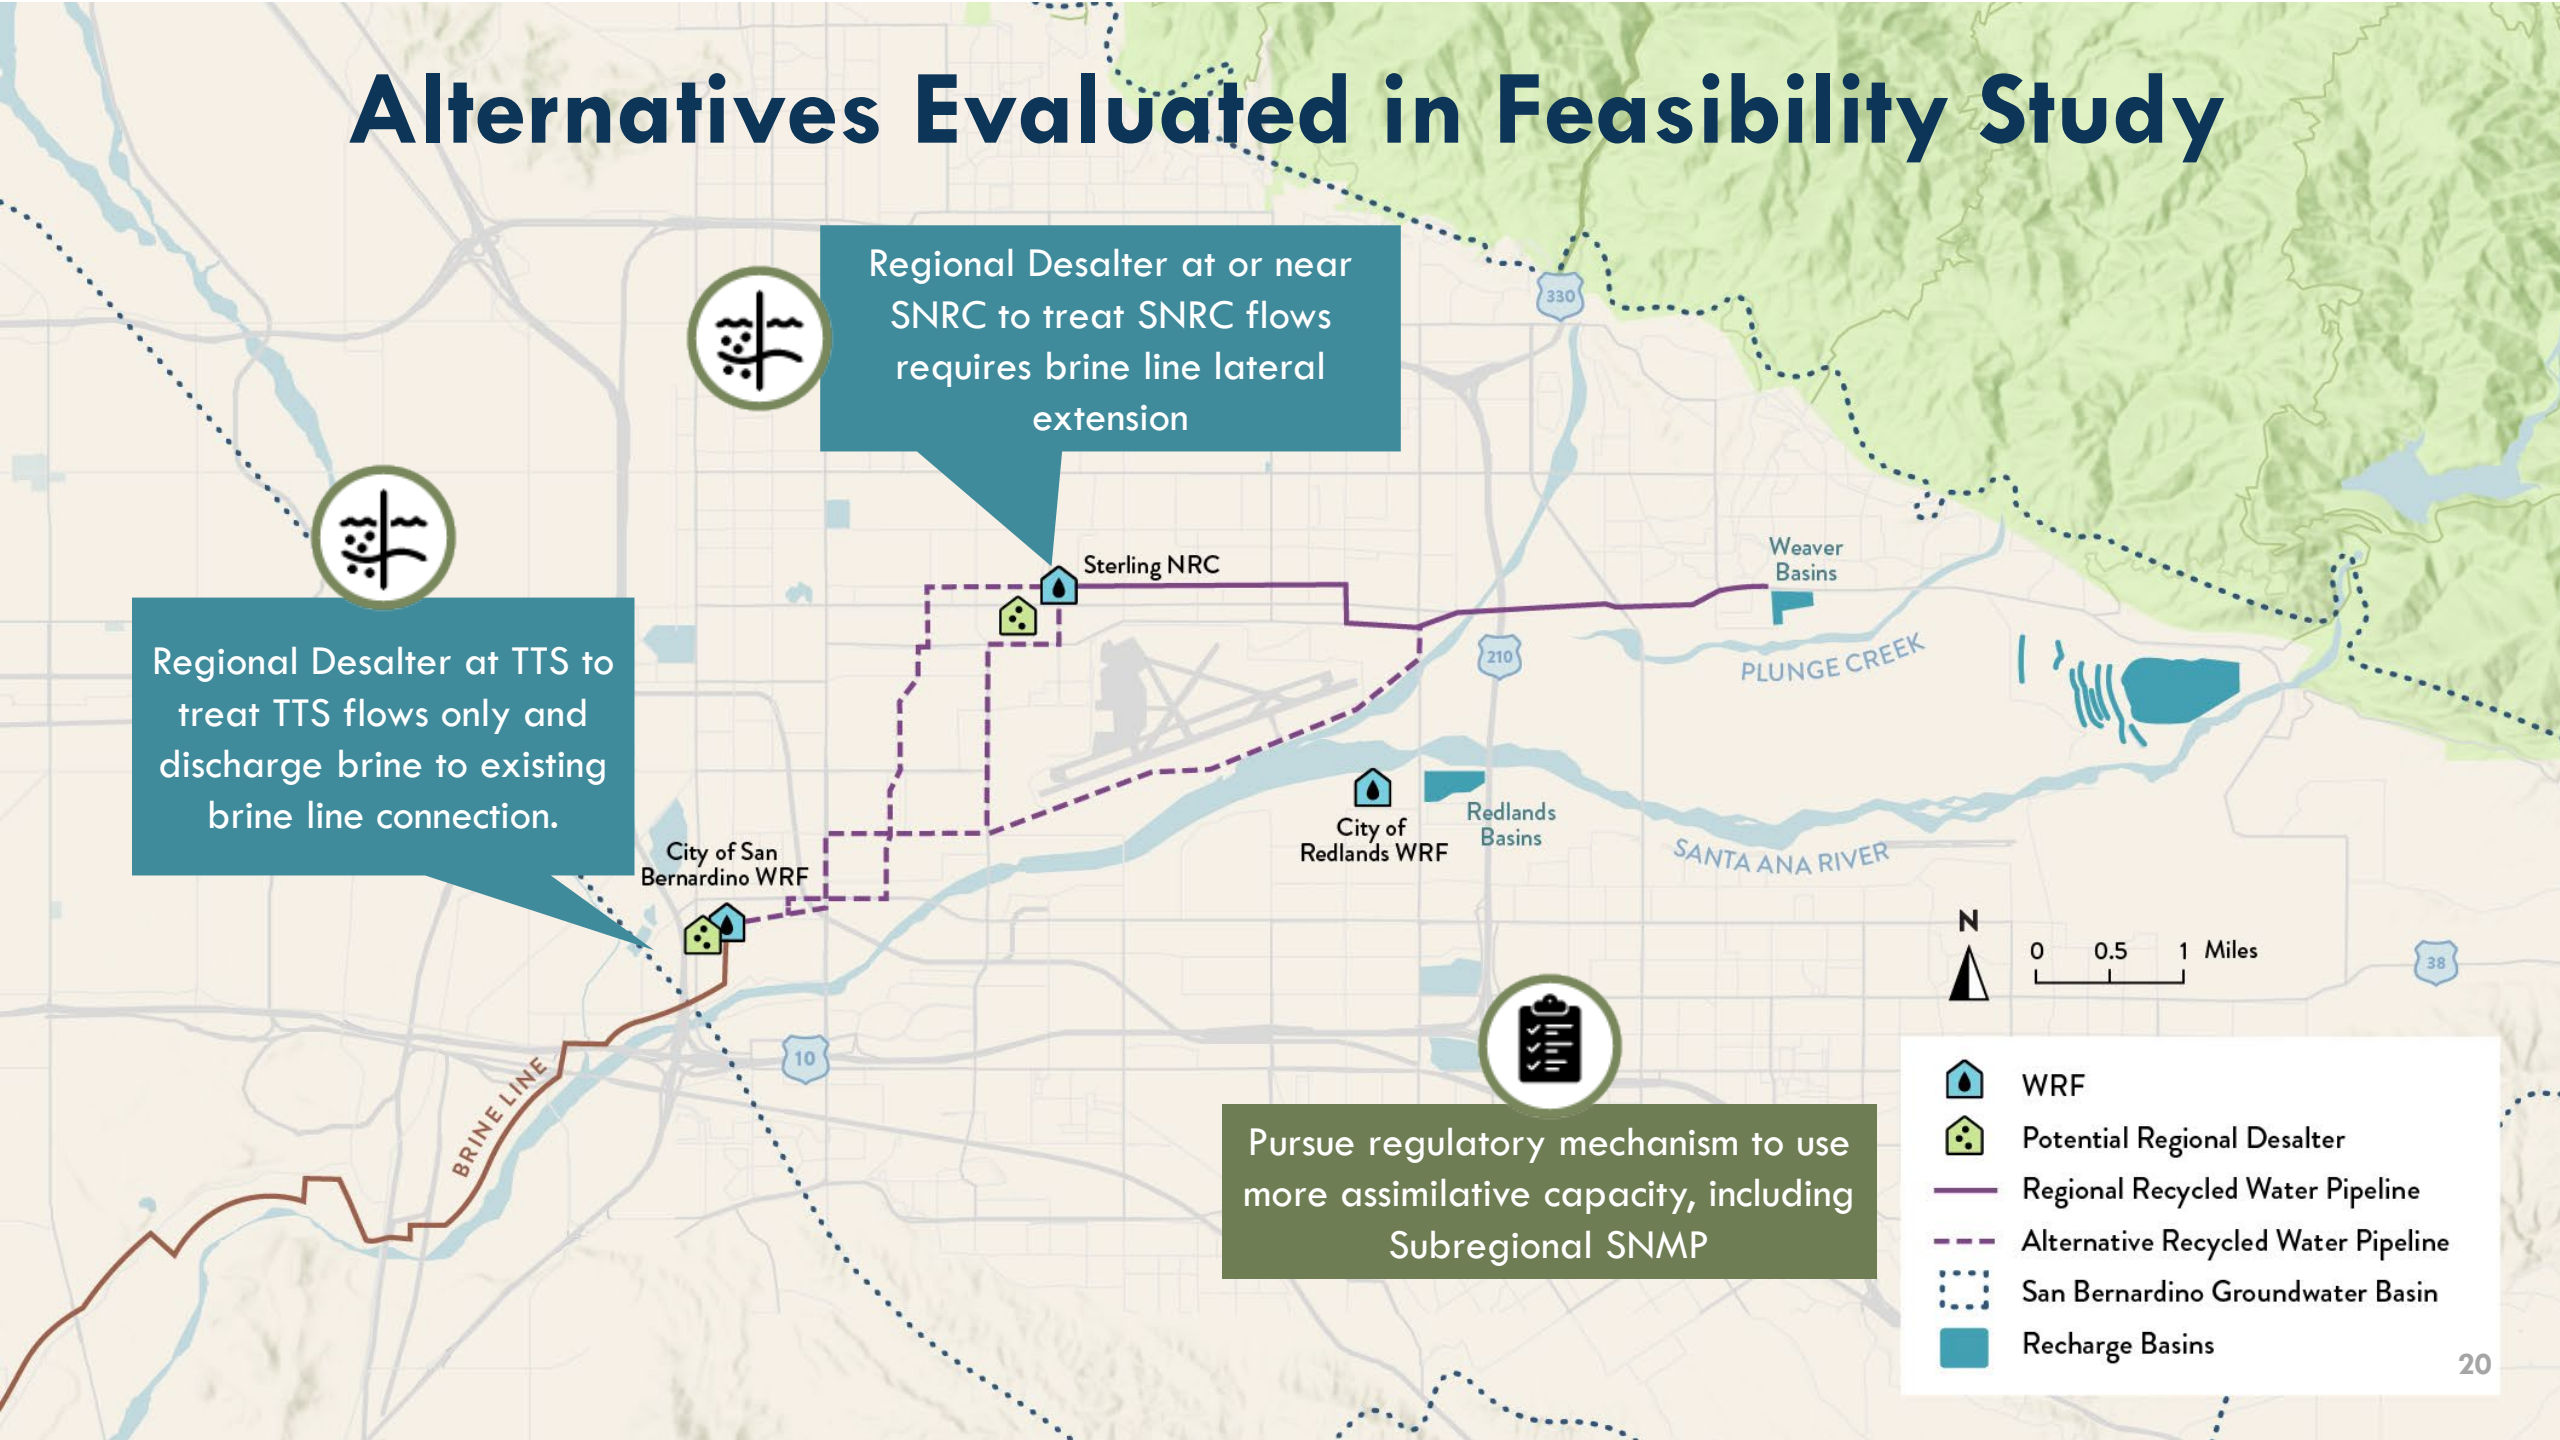 Alternatives Evaluated in Feasibility Study
Regional Desalter at or near
SNRC to treat SNRC flows
requires brine line lateral
extension
330
Regional Desalter at TTS to
treat TTS flows only and
discharge brine to existing
brine line connection.
Sterling NRC
Weaver
Basins
210
PLUNGE CREEK
City of
Redlands WRF
Redlands
Basins
SANTA ANA RIVER
City of San
Bernardino WRF
N
0 0.5 1 Miles
38
10
BRINE LINE
Pursue regulatory mechanism to use
more assimilative capacity, including
Subregional SNMP
WRF
Potential Regional Desalter
Regional Recycled Water Pipeline
Alternative Recycled Water Pipeline
San Bernardino Groundwater Basin
Recharge Basins
20